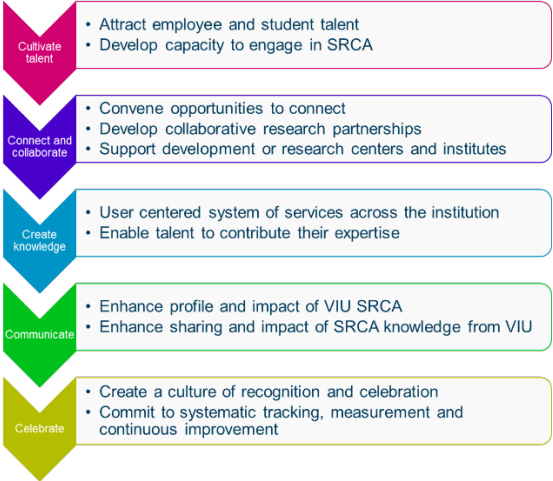 Cultivate
talent
• Attract employee and student talent
• Develop capacity to engage in SRCA
Connect and
collaborate
• Convene opportunities to connect
• Develop collaborative research partnerships
• Support development or research centers and institutes
Create
knowledge
• User centered system of services across the institution
• Enable talent to contribute their expertise
Communicate
• Enhance profile and impact of VIU SRCA
• Enhance sharing and impact of SRCA knowledge from VIU
Celebrate
• Create a culture of recognition and celebration
• Commit to systematic tracking, measurement and
continuous improvement